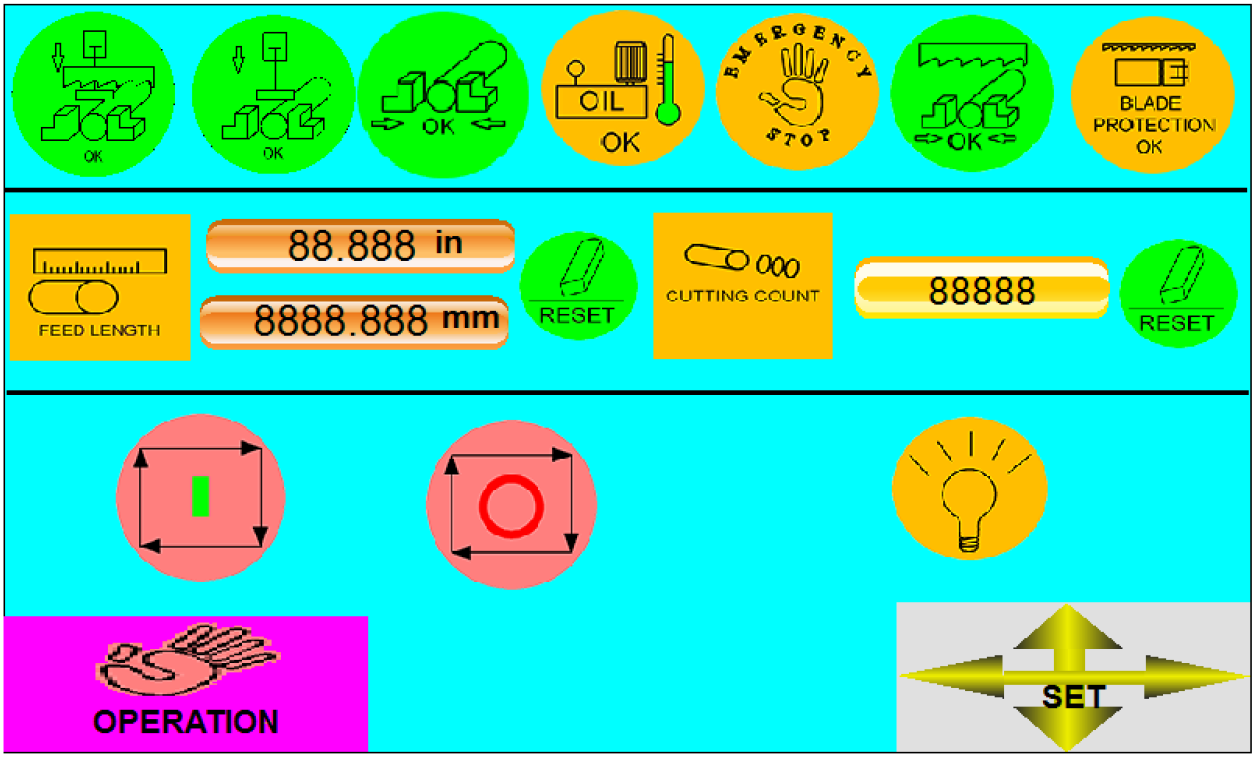 OK
OK
OK
OIL
OK
EMERGENCY
STOP
OK
BLADE
PROTECTION
OK
FEED LENGTH
88.888 in
8888.888 mm
RESET
CUTTING COUNT
88888
RESET
OPERATION
SET